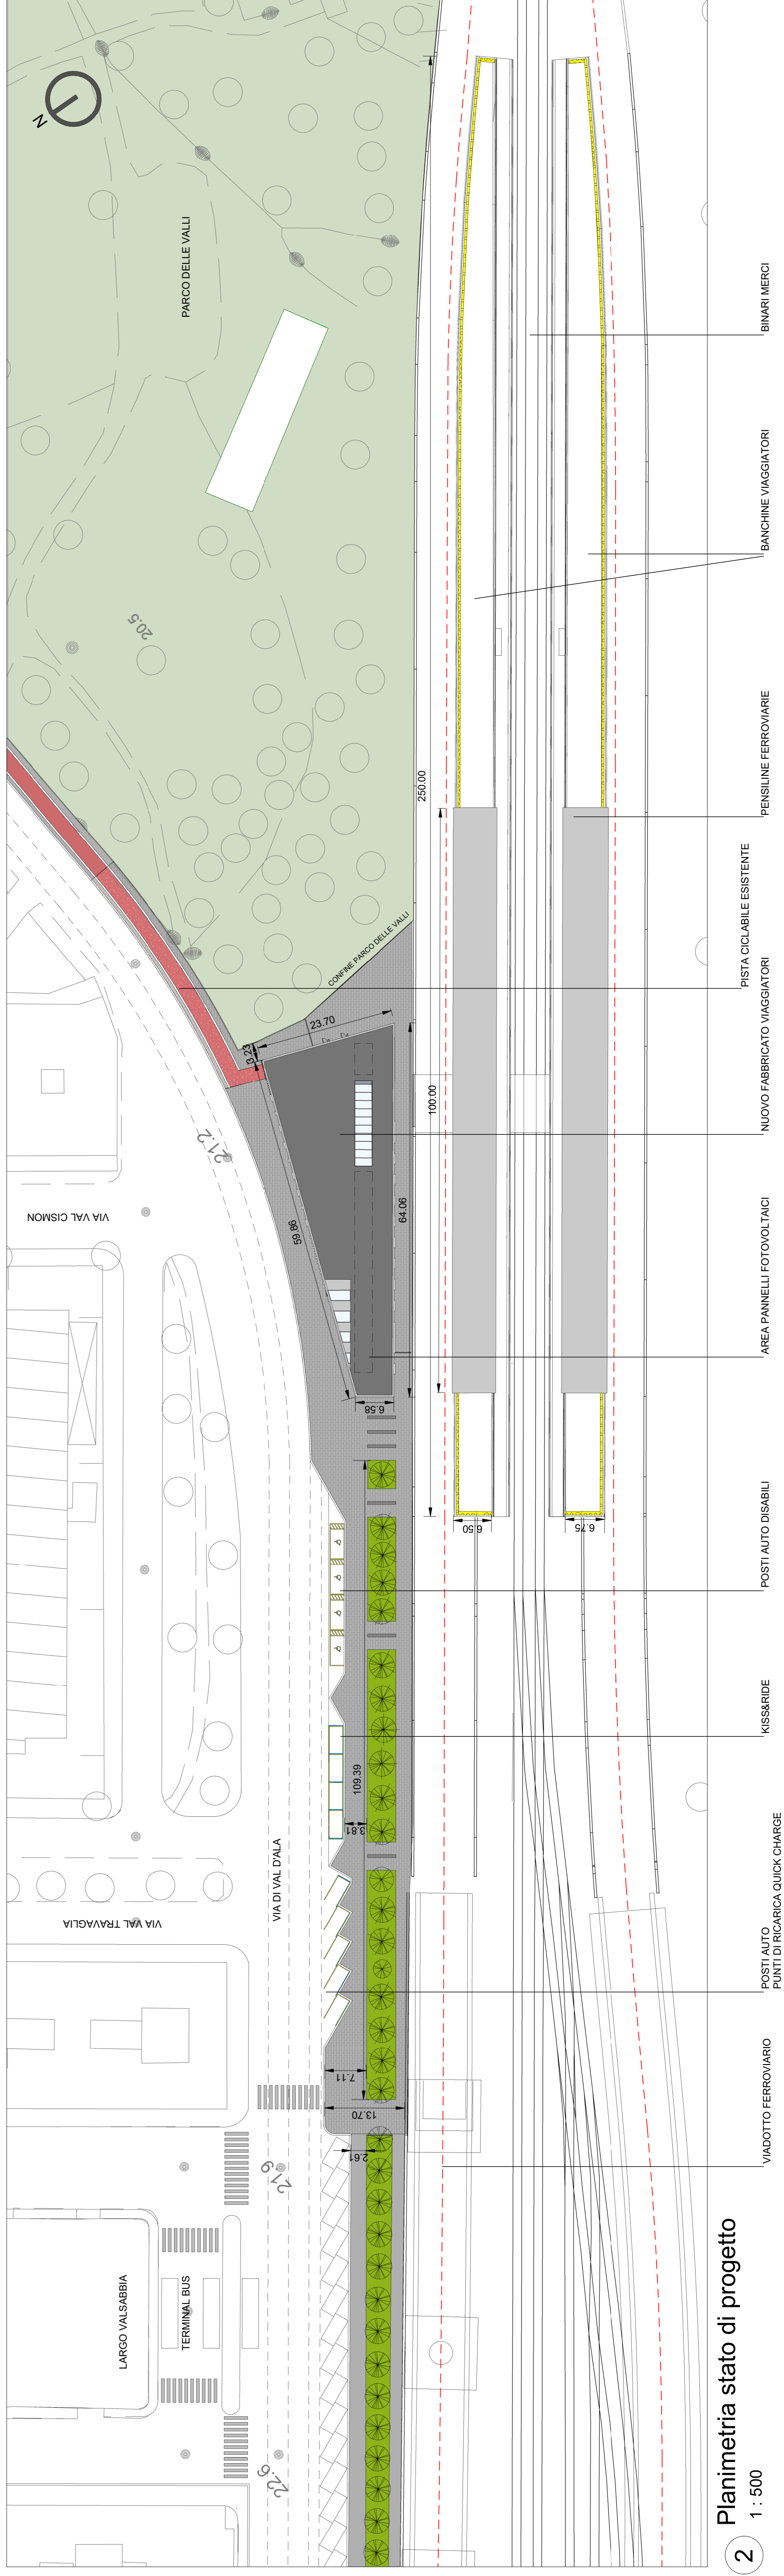 2
Planimetria stato di progetto
1 : 500
N
PARCO DELLE VALLI
20.5
CONFINE PARCO DELLE VALLI
250.00
100.00
23.70
3.23
59.86
64.06
6.58
21.2
VIA VAL CISMON
6.50
6.75
109.39
3.81
VIA DI VAL D'ALA
VIA VAL TRAVAGLIA
7.11
13.70
2.61
21.9
LARGO VALSABBIA
TERMINAL BUS
22.6
VIADOTTO FERROVIARIO
POSTI AUTO
PUNTI DI RICARICA QUICK CHARGE
KISS&RIDE
POSTI AUTO DISABILI
AREA PANNELLI FOTOVOLTAICI
NUOVO FABBRICATO VIAGGIATORI
PISTA CICLABILE ESISTENTE
PENSILINE FERROVIARIE
BANCHINE VIAGGIATORI
BINARI MERCI